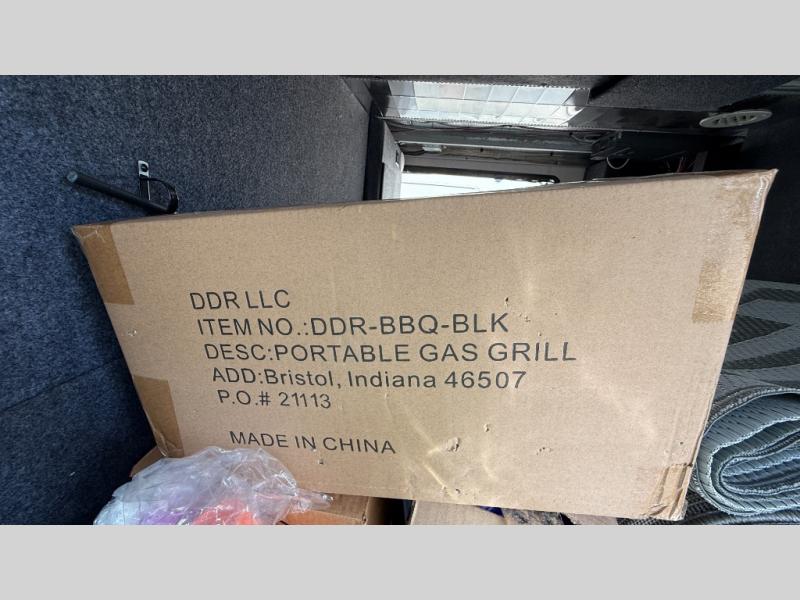 DDR LLC
ITEM NO.:DDR-BBQ-BLK
DESC:PORTABLE GAS GRILL
ADD:Bristol, Indiana 46507
P.O.# 21113
MADE IN CHINA